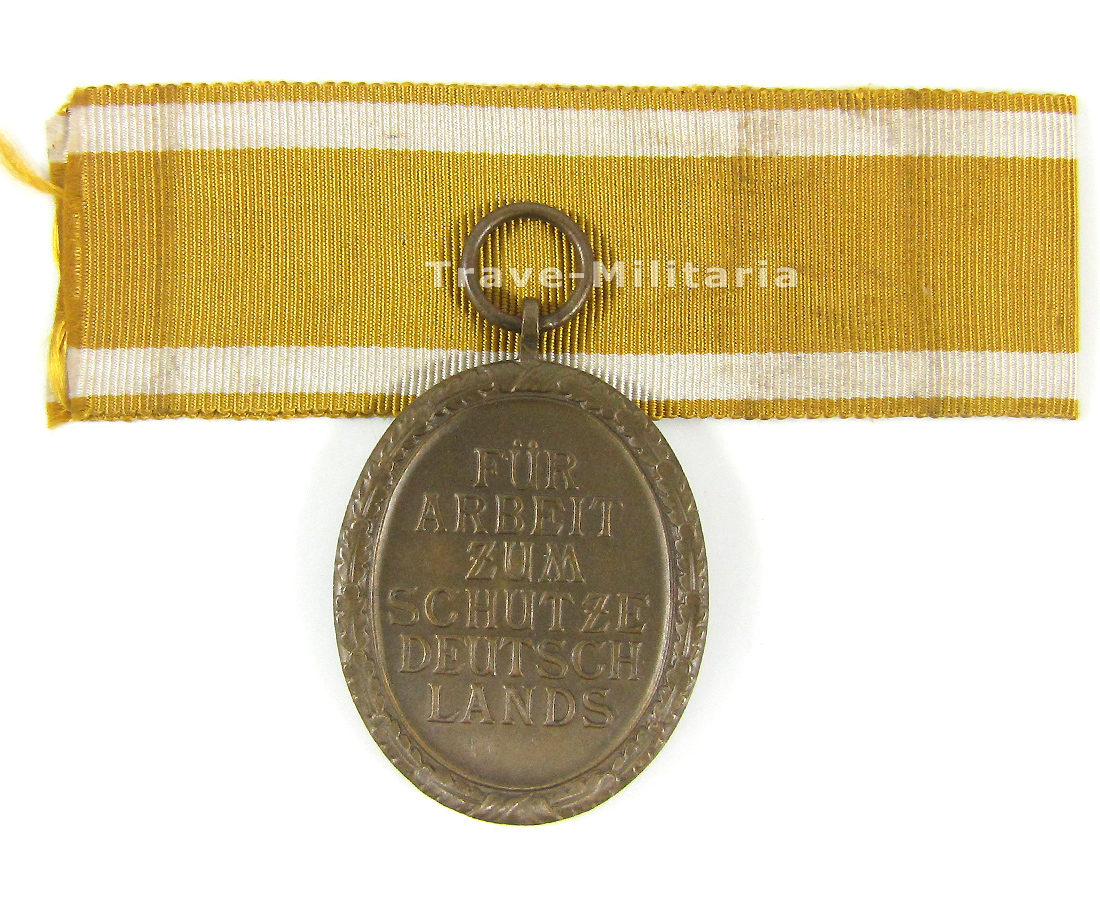 Trave-Militaria
FÜR
ARBEIT
ZUM
SCHUTZE
DEUTSCH
LANDS